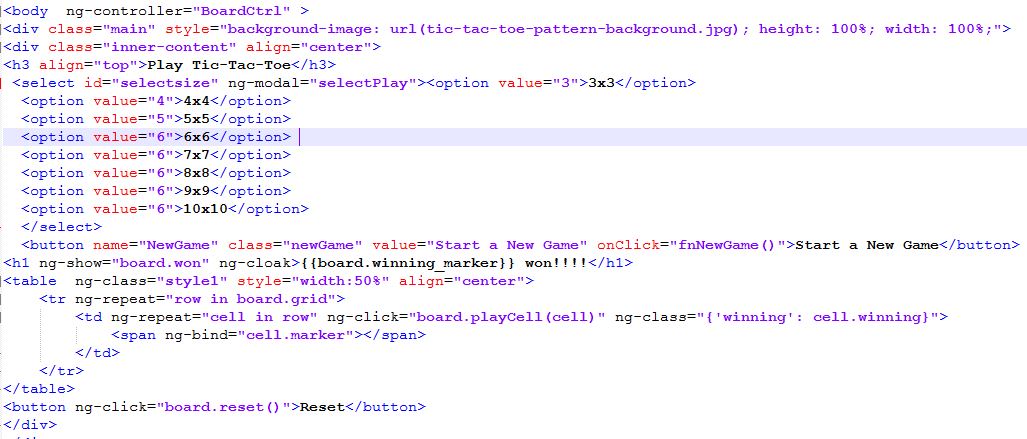 <body  ng-controller="BoardCtrl" >
<div class="main" style="background-image: url(tic-tac-toe-pattern-background.jpg); height: 100%; width: 100%;">
<div class="inner-content" align="center">
<h3 align="top">Play Tic-Tac-Toe</h3>
 <select id="selectsize" ng-modal="selectPlay"><option value="3">3x3</option>
  <option value="4">4x4</option>
  <option value="5">5x5</option>
  <option value="6">6x6</option>
  <option value="6">7x7</option>
  <option value="6">8x8</option>
  <option value="6">9x9</option>
  <option value="6">10x10</option>
  </select>
  <button name="NewGame" class="newGame" value="Start a New Game" onClick="fnNewGame()">Start a New Game</button>
<h1 ng-show="board.won" ng-cloak>{{board.winning_marker}} won!!!!</h1>
<table  ng-class="style1" style="width:50%" align="center">
    <tr ng-repeat="row in board.grid">
        <td ng-repeat="cell in row" ng-click="board.playCell(cell)" ng-class="{'winning': cell.winning}">
            <span ng-bind="cell.marker"></span>
        </td>
    </tr>
</table>
<button ng-click="board.reset()">Reset</button>
</div>